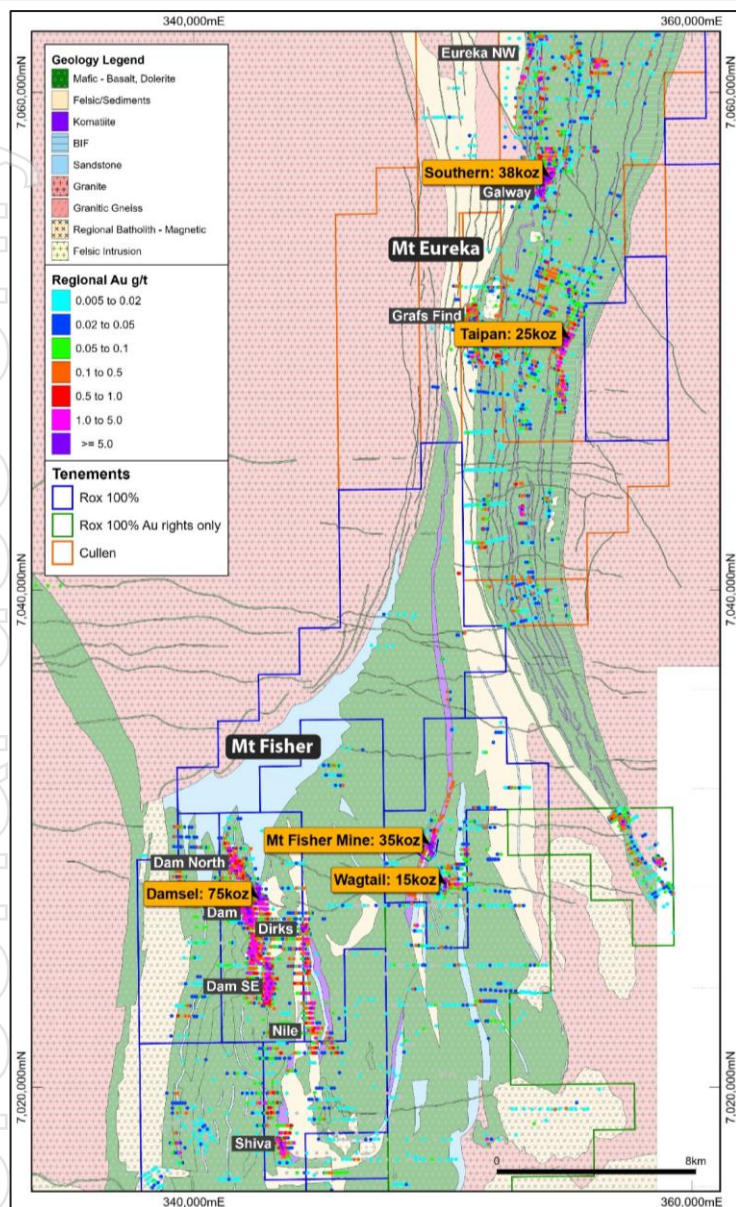 340,000mE
360,000mE
Geology Legend
Mafic - Basalt, Dolerite
Felsic/Sediments
Komatiite
BIF
Sandstone
Granite
Granitic Gneiss
Regional Batholith - Magnetic
Felsic Intrusion
Regional Au g/t
0.005 to 0.02
0.02 to 0.05
0.05 to 0.1
0.1 to 0.5
0.5 to 1.0
1.0 to 5.0
>= 5.0
Tenements
Rox 100%
Rox 100% Au rights only
Cullen
Eureka NW
7,060,000mN
7,060,000mN
Southern: 38koz
Galway
Mt Eureka
Grafs Find
Taipan: 25koz
7,040,000mN
7,040,000mN
Mt Fisher
Mt Fisher Mine: 35koz
Dam North
Wagtail: 15koz
Damsel: 75koz
Dam
Dirks
Dam SE
Nile
7,020,000mN
7,020,000mN
Shiva
0
8km
340,000mE
360,000mE